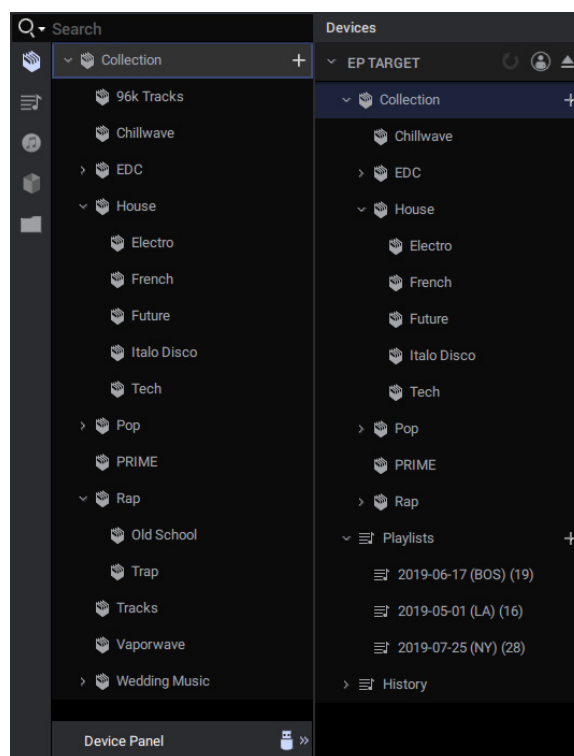 Search
Collection
96k Tracks
Chillwave
EDC
House
Electro
French
Future
Italo Disco
Tech
Pop
PRIME
Rap
Old School
Trap
Tracks
Vaporwave
Wedding Music
Device Panel
Devices
EP TARGET
Collection
Chillwave
EDC
House
Electro
French
Future
Italo Disco
Tech
Pop
PRIME
Rap
Playlists
2019-06-17 (BOS) (19)
2019-05-01 (LA) (16)
2019-07-25 (NY) (28)
History